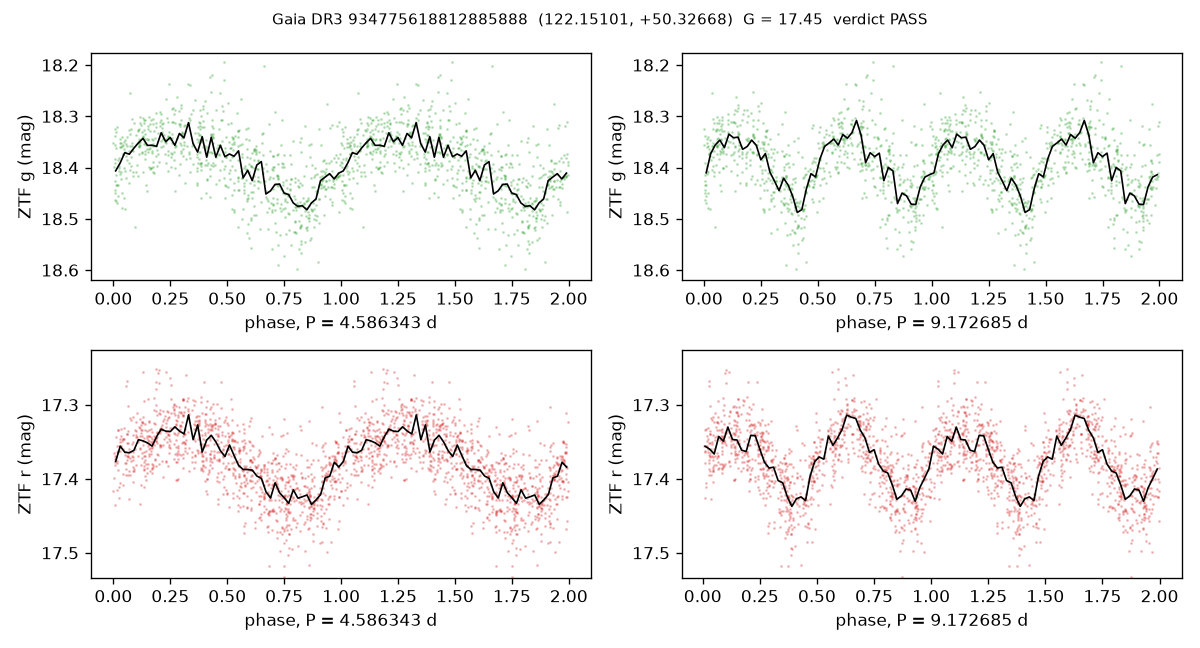 Gaia DR3 934775618812885888  (122.15101, +50.32668)  G = 17.45  verdict PASS
ZTF g (mag)
18.2
18.3
18.4
18.5
18.6
0.00 0.25 0.50 0.75 1.00 1.25 1.50 1.75 2.00
phase, P = 4.586343 d
ZTF g (mag)
18.2
18.3
18.4
18.5
18.6
0.00 0.25 0.50 0.75 1.00 1.25 1.50 1.75 2.00
phase, P = 9.172685 d
ZTF r (mag)
17.3
17.4
17.5
0.00 0.25 0.50 0.75 1.00 1.25 1.50 1.75 2.00
phase, P = 4.586343 d
ZTF r (mag)
17.3
17.4
17.5
0.00 0.25 0.50 0.75 1.00 1.25 1.50 1.75 2.00
phase, P = 9.172685 d